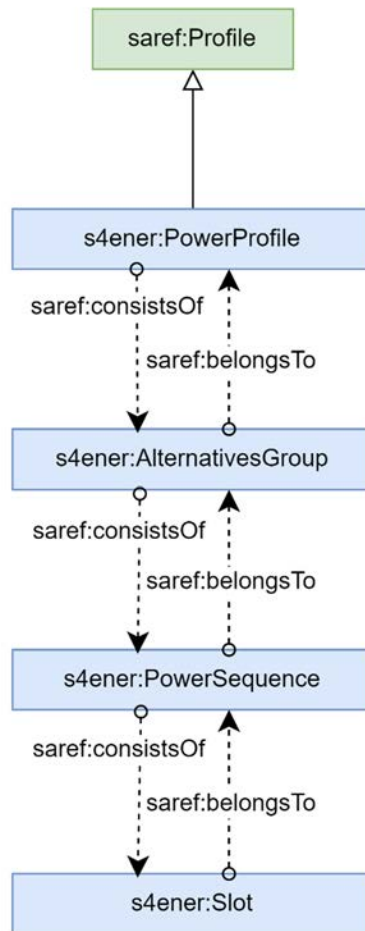 saref:Profile
s4ener:PowerProfile
saref:consistsOf
saref:belongsTo
s4ener:AlternativesGroup
saref:consistsOf
saref:belongsTo
s4ener:PowerSequence
saref:consistsOf
saref:belongsTo
s4ener:Slot